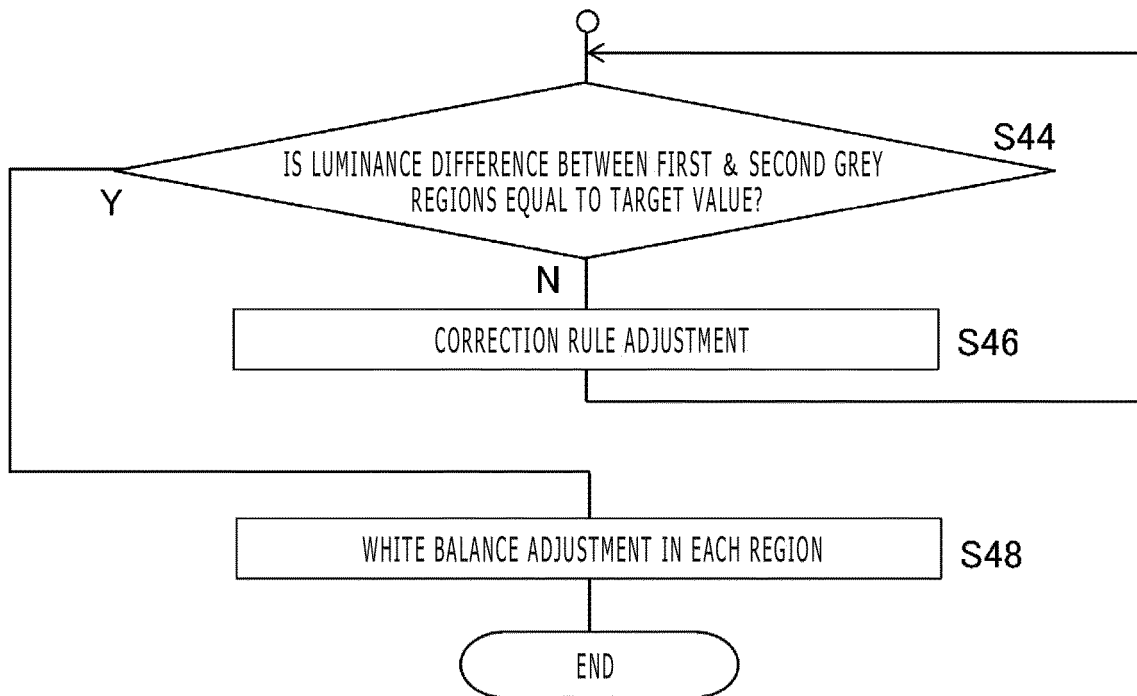 S44
IS LUMINANCE DIFFERENCE BETWEEN FIRST & SECOND GREY
REGIONS EQUAL TO TARGET VALUE?
Y
N
CORRECTION RULE ADJUSTMENT
S46
WHITE BALANCE ADJUSTMENT IN EACH REGION
S48
END